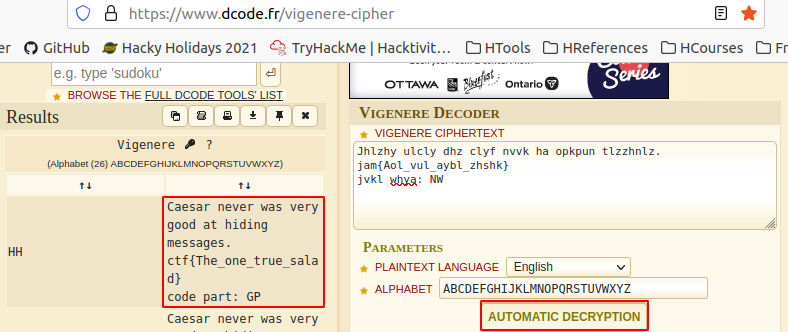 https://www.dcode.fr/vigenere-cipher
er GitHub Hacky Holidays 2021 TryHackMe | Hacktivit… HTools HReferences HCourses Fr
e.g. type 'sudoku'
BROWSE THE FULL DCODE TOOLS' LIST
Results
Vigenere ?
(Alphabet (26) ABCDEFGHIJKLMNOPQRSTUVWXYZ)
↑↓ ↑↓
HH
Caesar never was very
good at hiding
messages.
ctf{The_one_true_sala
d}
code part: GP
Caesar never was very
Series
OTTAWA Bluesfest Ontario
VIGENERE DECODER
VIGENERE CIPHERTEXT
Jhlzhy ulcly dhz clyf nvvk ha opkpun tlzzhnlz.
jam{Aol_vul_aybl_zhshk}
jvkl whya: NW
PARAMETERS
PLAINTEXT LANGUAGE English
ALPHABET ABCDEFGHIJKLMNOPQRSTUVWXYZ
AUTOMATIC DECRYPTION